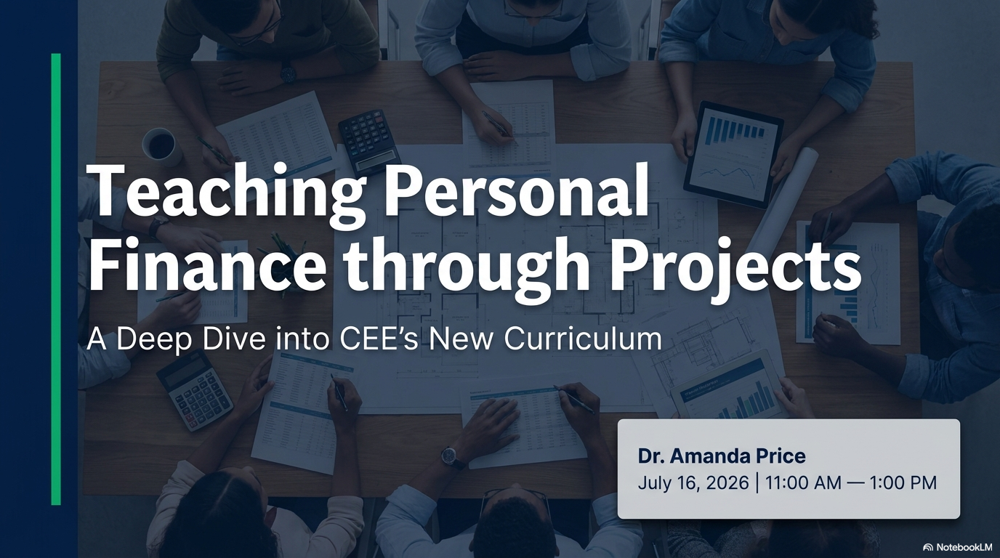 Teaching Personal
Finance through Projects
A Deep Dive into CEE’s New Curriculum
Dr. Amanda Price
July 16, 2026 | 11:00 AM — 1:00 PM
NotebookLM